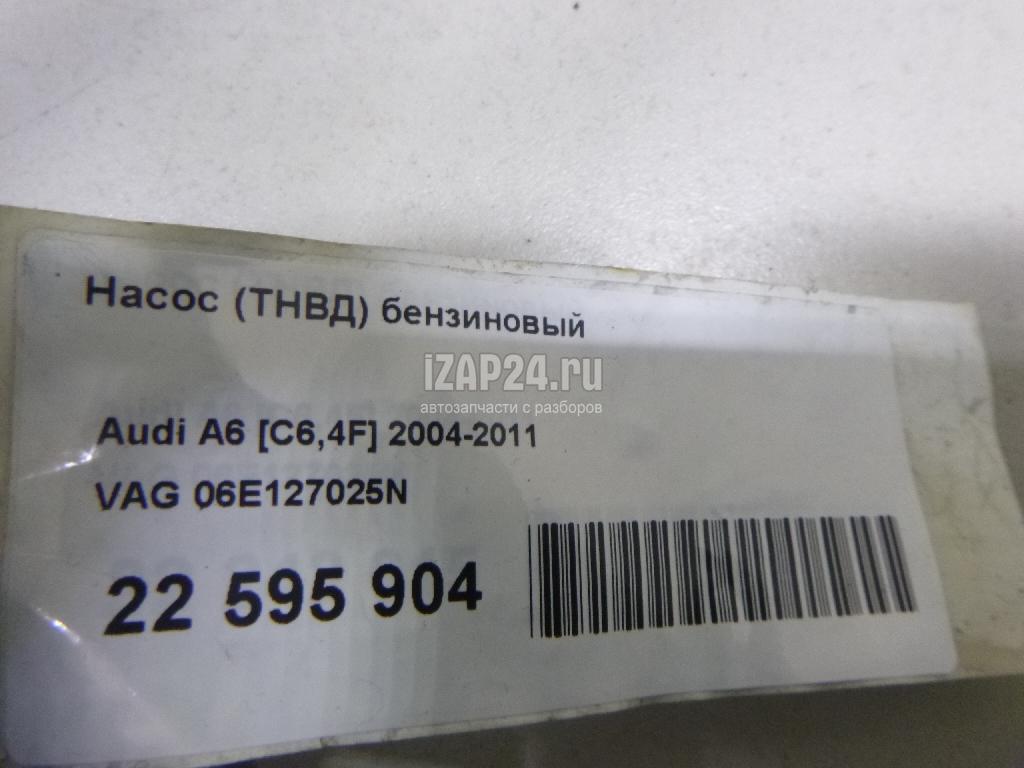 Насос (ТНВД) бензиновый
iZAP24.ru
автозапчасти с разборов
Audi A6 [C6,4F] 2004-2011
VAG 06E127025N
22 595 904